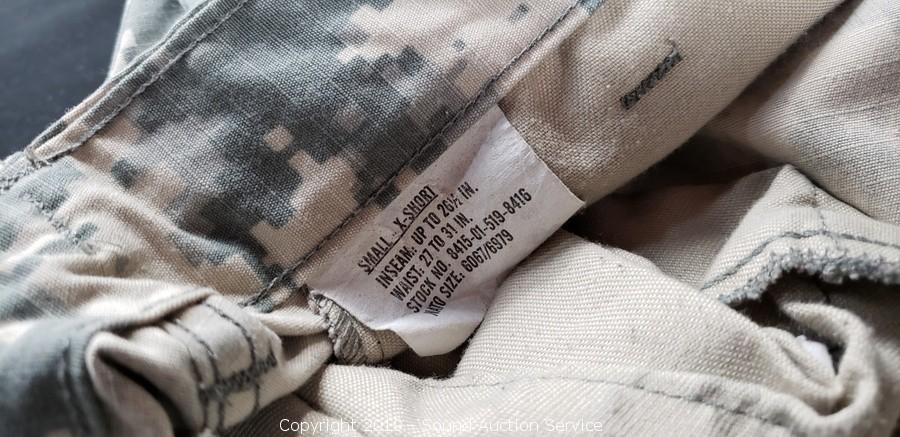 SMALL X-SHORT
INSEAM: UP TO 26½ IN.
WAIST: 27 TO 31 IN.
STOCK NO. 8415-01-519-8416
NATO SIZE: 6067/6979
Copyright - Sound Auction Service